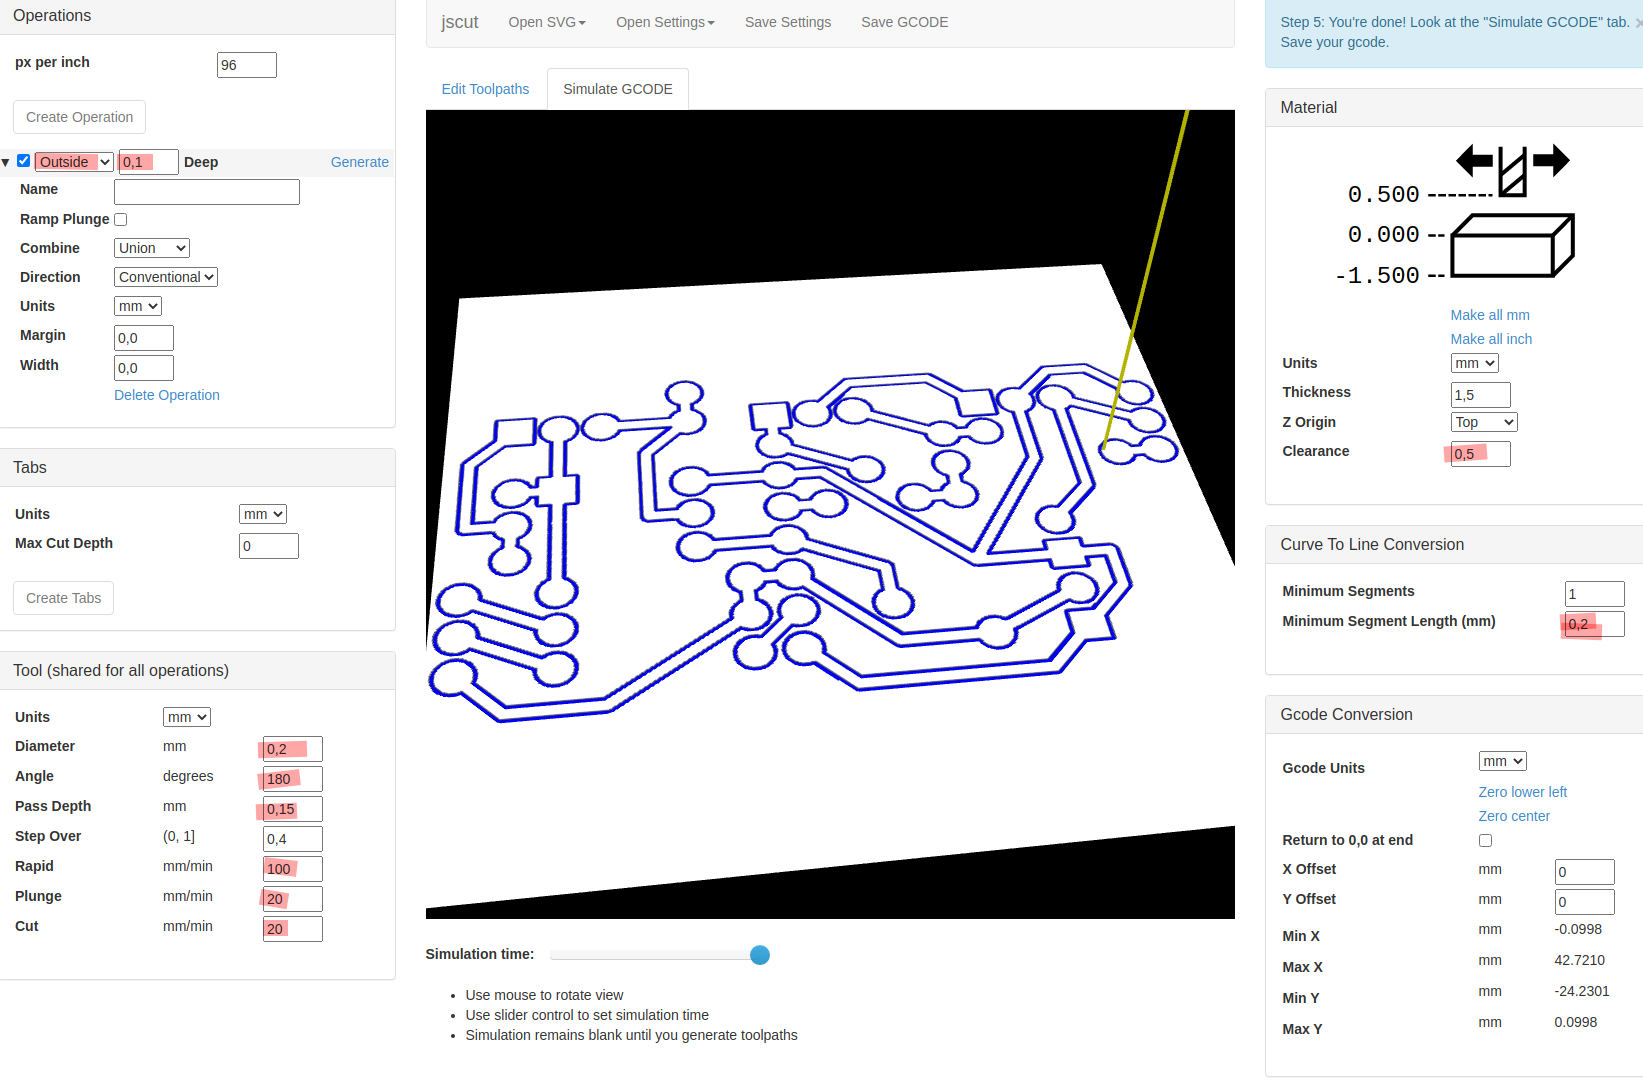 Operations
px per inch 96
Create Operation
Outside 0,1 Deep Generate
Name
Ramp Plunge
Combine Union
Direction Conventional
Units mm
Margin 0,0
Width 0,0
Delete Operation
Tabs
Units mm
Max Cut Depth 0
Create Tabs
Tool (shared for all operations)
Units mm
Diameter mm 0,2
Angle degrees 180
Pass Depth mm 0,15
Step Over (0, 1] 0,4
Rapid mm/min 100
Plunge mm/min 20
Cut mm/min 20
jscut Open SVG Open Settings Save Settings Save GCODE
Edit Toolpaths Simulate GCODE
Simulation time:
• Use mouse to rotate view
• Use slider control to set simulation time
• Simulation remains blank until you generate toolpaths
Step 5: You're done! Look at the "Simulate GCODE" tab. ×
Save your gcode.
Material
0.500
0.000
-1.500
Make all mm
Make all inch
Units mm
Thickness 1,5
Z Origin Top
Clearance 0,5
Curve To Line Conversion
Minimum Segments 1
Minimum Segment Length (mm) 0,2
Gcode Conversion
Gcode Units mm
Zero lower left
Zero center
Return to 0,0 at end
X Offset mm 0
Y Offset mm 0
Min X mm -0.0998
Max X mm 42.7210
Min Y mm -24.2301
Max Y mm 0.0998